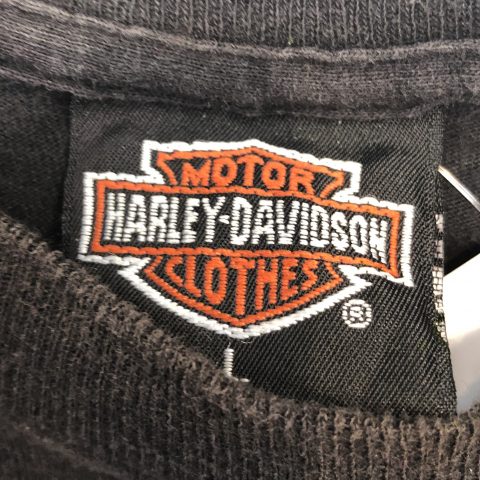 MOTOR
HARLEY-DAVIDSON
CLOTHES
®